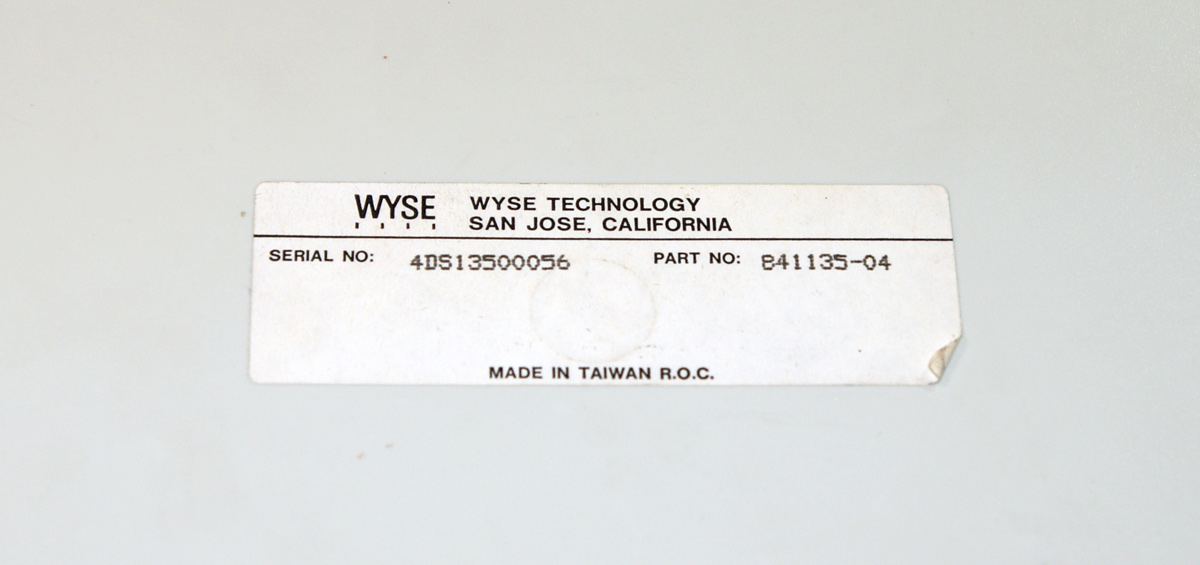 WYSE WYSE TECHNOLOGY
SAN JOSE, CALIFORNIA
SERIAL NO: 4DS13500056 PART NO: 841135-04
MADE IN TAIWAN R.O.C.